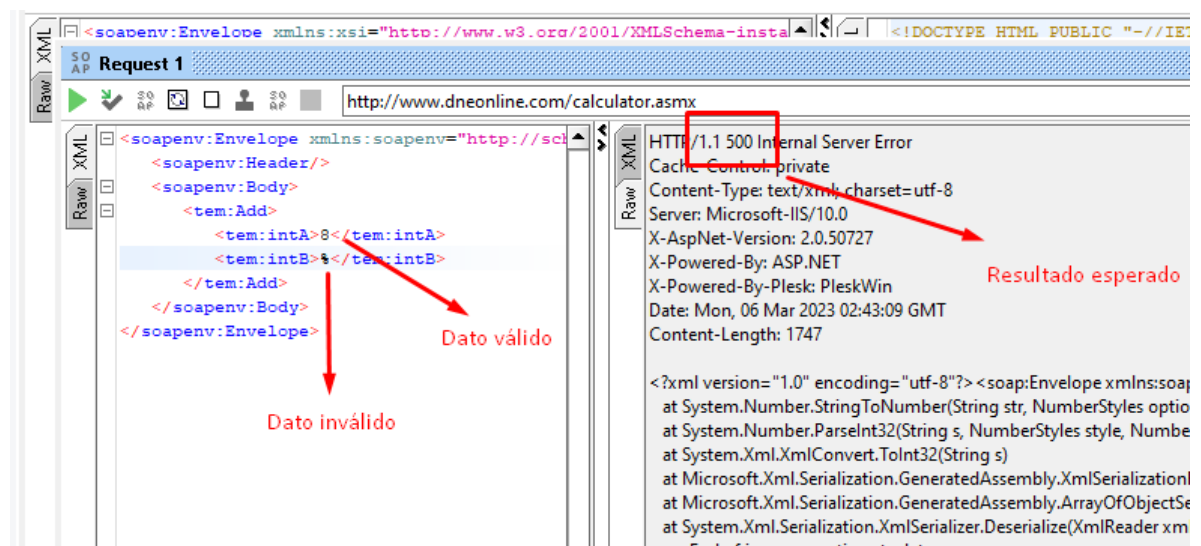 <soapenv:Envelope xmlns:xsi="http://www.w3.org/2001/XMLSchema-insta
<!DOCTYPE HTML PUBLIC "-//IET
XML
Raw
SOAP Request 1
http://www.dneonline.com/calculator.asmx
XML
Raw
<soapenv:Envelope xmlns:soapenv="http://sch
<soapenv:Header/>
<soapenv:Body>
<tem:Add>
<tem:intA>8</tem:intA>
<tem:intB>%</tem:intB>
</tem:Add>
</soapenv:Body>
</soapenv:Envelope>
Dato válido
Dato inválido
XML
Raw
HTTP/1.1 500 Internal Server Error
Cache-Control: private
Content-Type: text/xml; charset=utf-8
Server: Microsoft-IIS/10.0
X-AspNet-Version: 2.0.50727
X-Powered-By: ASP.NET
X-Powered-By-Plesk: PleskWin
Date: Mon, 06 Mar 2023 02:43:09 GMT
Content-Length: 1747
Resultado esperado
<?xml version="1.0" encoding="utf-8"?><soap:Envelope xmlns:soap
at System.Number.StringToNumber(String str, NumberStyles optio
at System.Number.ParseInt32(String s, NumberStyles style, Numbe
at System.Xml.XmlConvert.ToInt32(String s)
at Microsoft.Xml.Serialization.GeneratedAssembly.XmlSerializationR
at Microsoft.Xml.Serialization.GeneratedAssembly.ArrayOfObjectSe
at System.Xml.Serialization.XmlSerializer.Deserialize(XmlReader xm